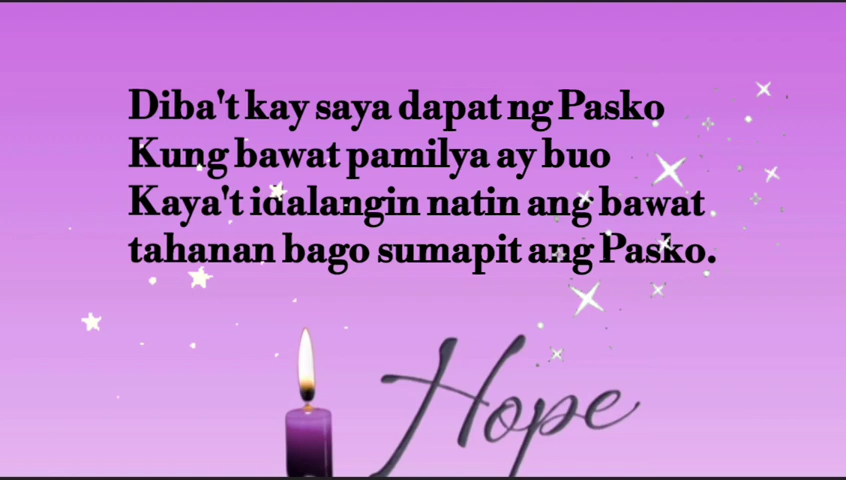 Diba't kay saya dapat ng Pasko
Kung bawat pamilya ay buo
Kaya't idalangin natin ang bawat
tahanan bago sumapit ang Pasko.
Hope